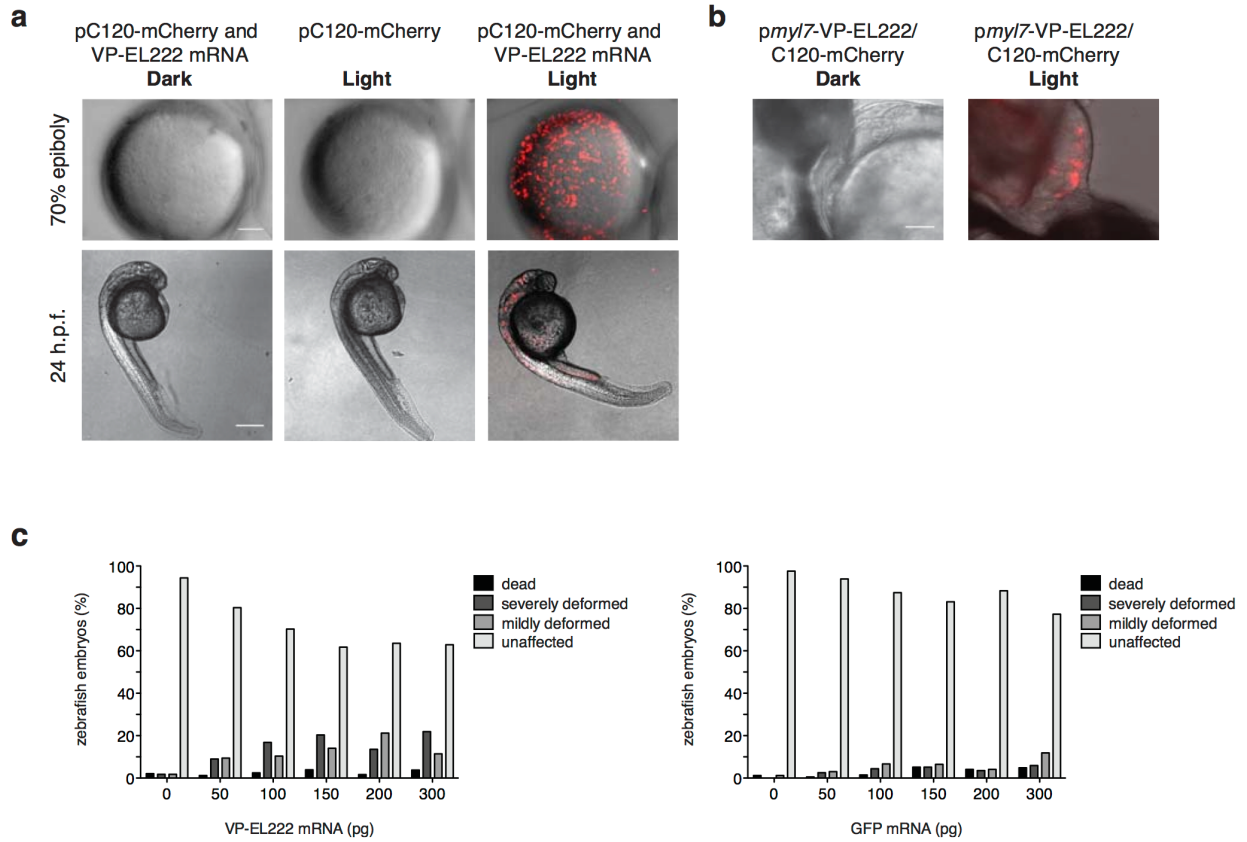 a
pC120-mCherry and
VP-EL222 mRNA
Dark
pC120-mCherry
Light
pC120-mCherry and
VP-EL222 mRNA
Light
70% epiboly
24 h.p.f.
b
pmyl7-VP-EL222/
C120-mCherry
Dark
pmyl7-VP-EL222/
C120-mCherry
Light
c
zebrafish embryos (%)
100
80
60
40
20
0
0 50 100 150 200 300
VP-EL222 mRNA (pg)
dead
severely deformed
mildly deformed
unaffected
zebrafish embryos (%)
100
80
60
40
20
0
0 50 100 150 200 300
GFP mRNA (pg)
dead
severely deformed
mildly deformed
unaffected